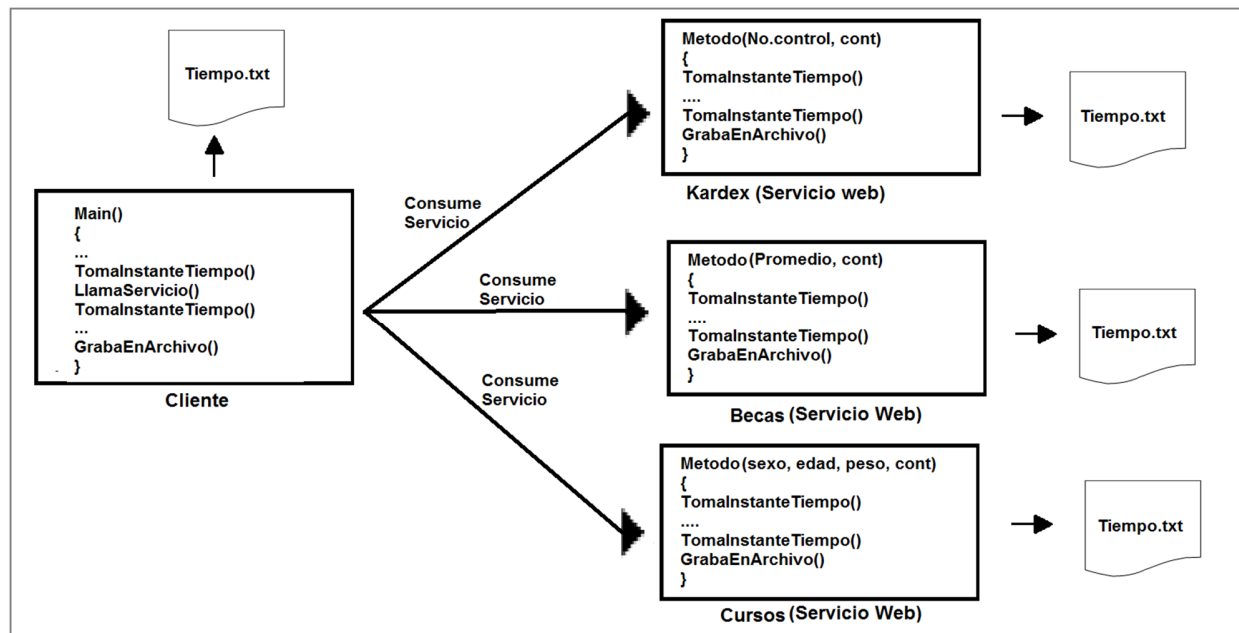 Tiempo.txt
Main()
{
...
TomaInstanteTiempo()
LlamaServicio()
TomaInstanteTiempo()
...
GrabaEnArchivo()
}
Cliente
Consume
Servicio
Consume
Servicio
Consume
Servicio
Metodo(No.control, cont)
{
TomaInstanteTiempo()
....
TomaInstanteTiempo()
GrabaEnArchivo()
}
Kardex (Servicio web)
Tiempo.txt
Metodo(Promedio, cont)
{
TomaInstanteTiempo()
....
TomaInstanteTiempo()
GrabaEnArchivo()
}
Becas (Servicio Web)
Tiempo.txt
Metodo(sexo, edad, peso, cont)
{
TomaInstanteTiempo()
....
TomaInstanteTiempo()
GrabaEnArchivo()
}
Cursos (Servicio Web)
Tiempo.txt